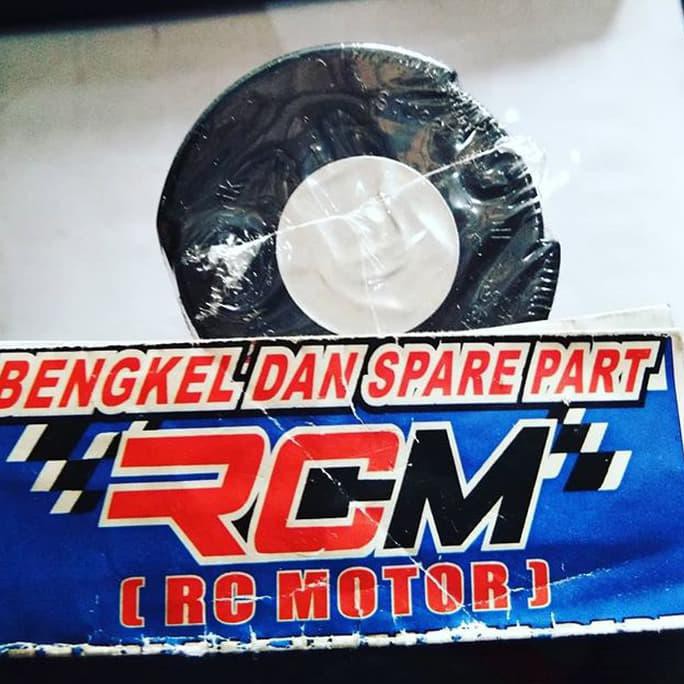 BENGKEL DAN SPARE PART
RCM
( RC MOTOR )